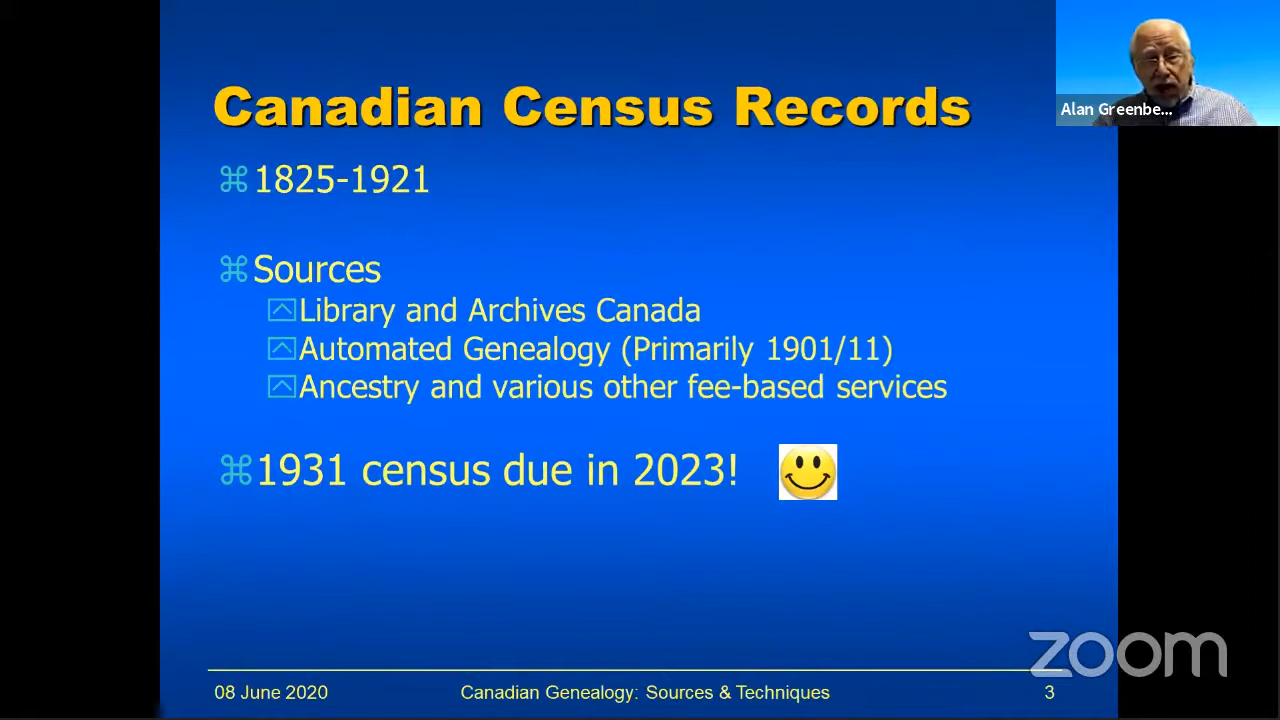 Canadian Census Records
Alan Greenbe...
1825-1921
Sources
Library and Archives Canada
Automated Genealogy (Primarily 1901/11)
Ancestry and various other fee-based services
1931 census due in 2023!
zoom
08 June 2020
Canadian Genealogy: Sources & Techniques
3